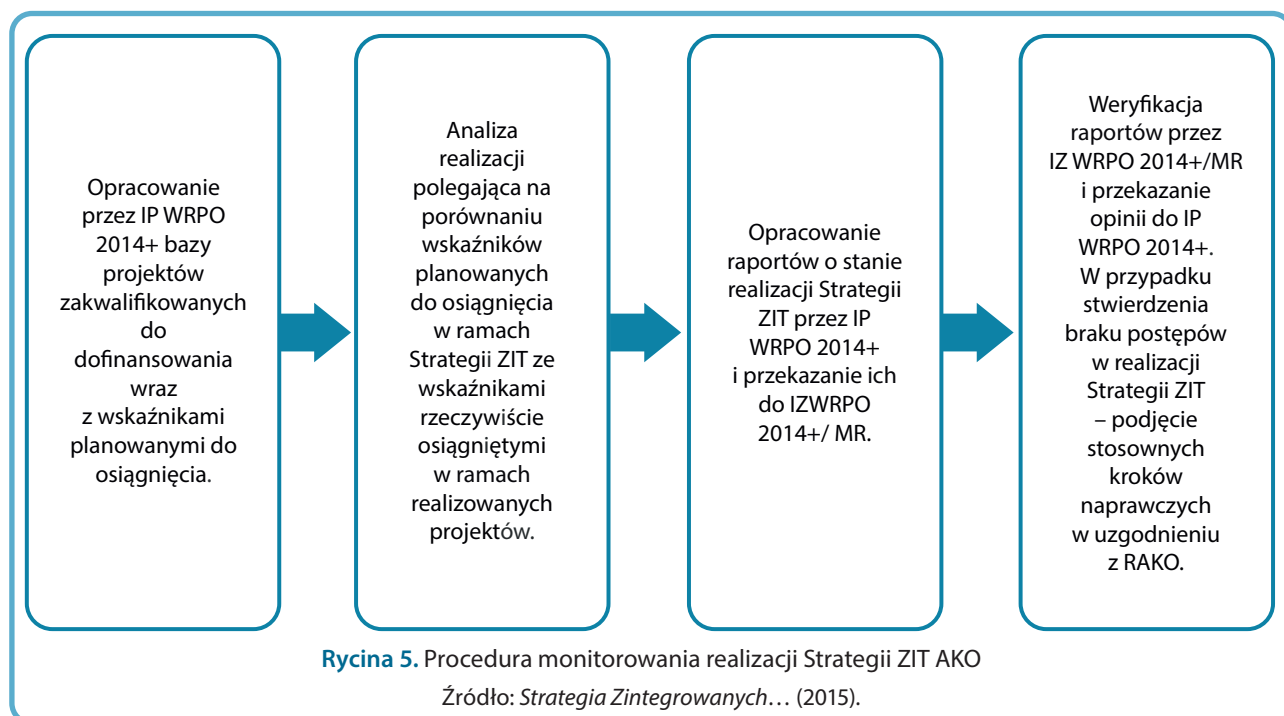 Opracowanie
przez IP WRPO
2014+ bazy
projektów
zakwalifikowanych
do
dofinansowania
wraz
z wskaźnikami
planowanymi do
osiągnięcia.
Analiza
realizacji
polegająca na
porównaniu
wskaźników
planowanych
do osiągnięcia
w ramach
Strategii ZIT ze
wskaźnikami
rzeczywiście
osiągniętymi
w ramach
realizowanych
projektów.
Opracowanie
raportów o stanie
realizacji Strategii
ZIT przez IP
WRPO 2014+
i przekazanie ich
do IZWRPO
2014+/ MR.
Weryfikacja
raportów przez
IZ WRPO 2014+/MR
i przekazanie
opinii do IP
WRPO 2014+.
W przypadku
stwierdzenia
braku postępów
w realizacji
Strategii ZIT
– podjęcie
stosownych
kroków
naprawczych
w uzgodnieniu
z RAKO.
Rycina 5. Procedura monitorowania realizacji Strategii ZIT AKO
Źródło: Strategia Zintegrowanych… (2015).